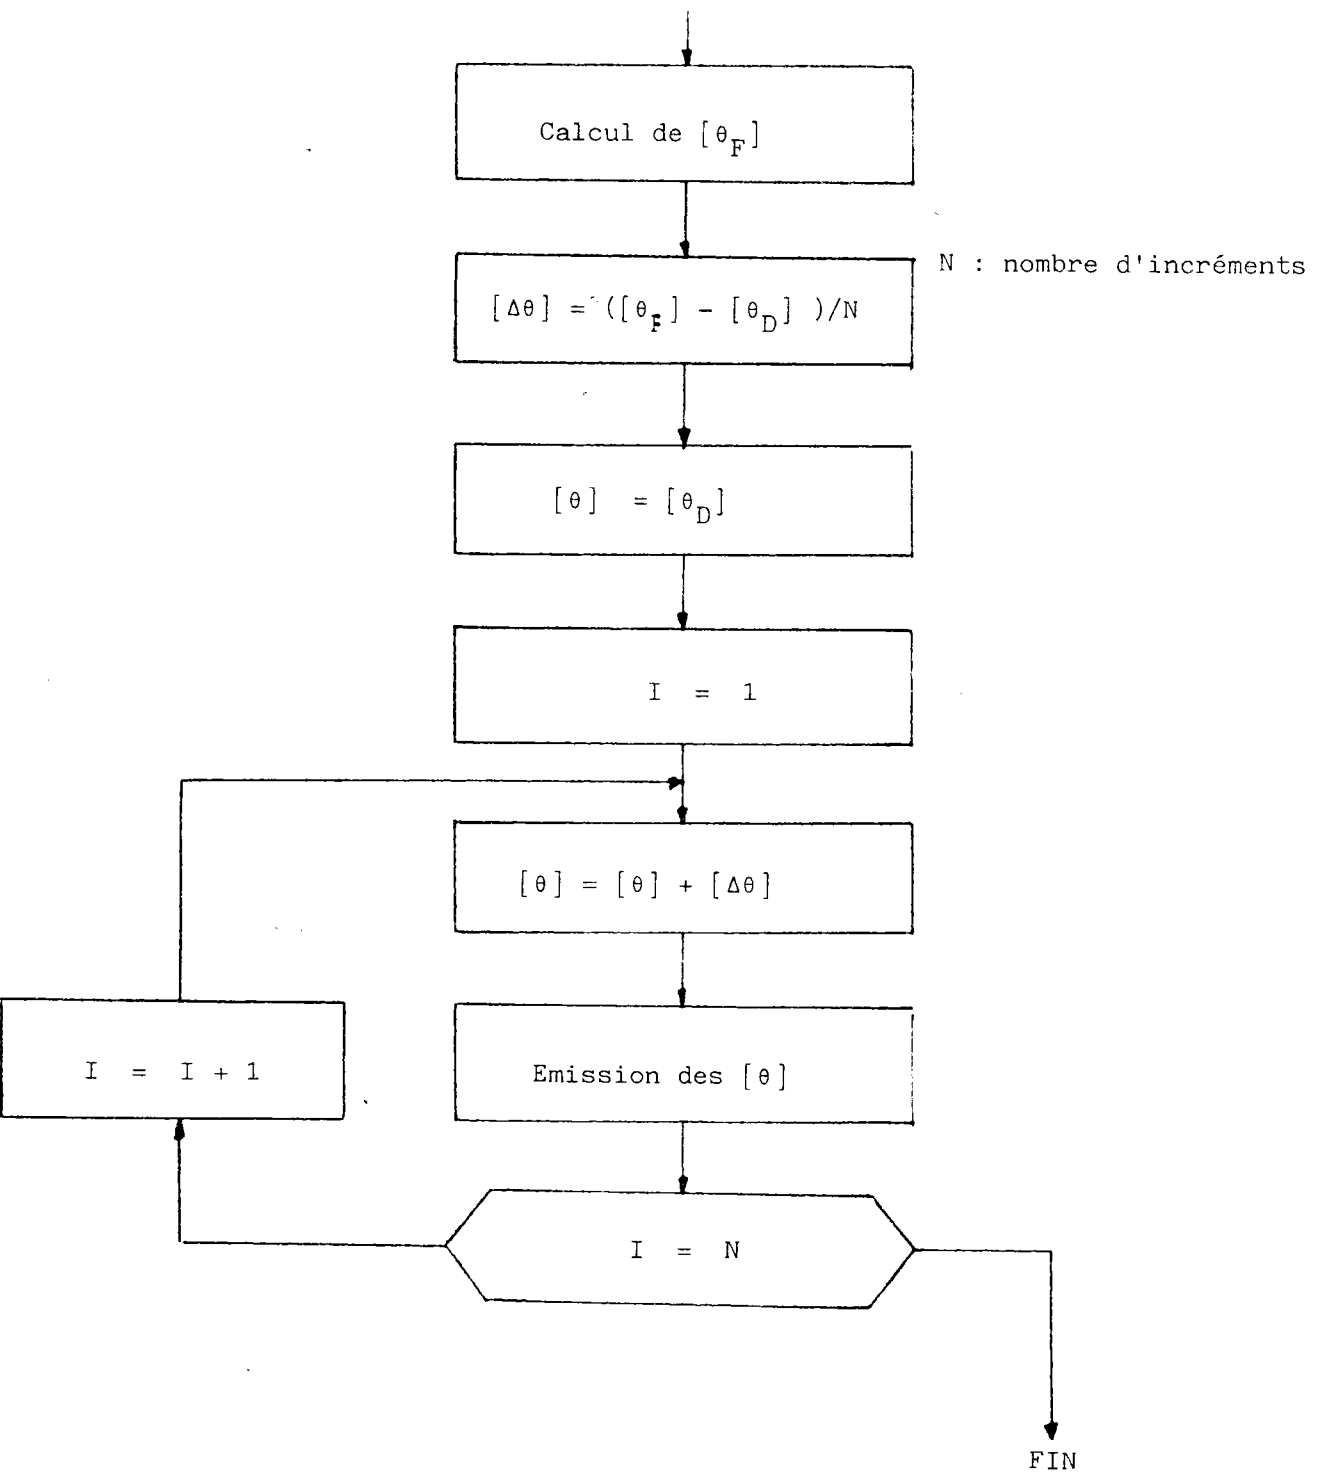 Calcul de [θF]
N : nombre d'incréments
[Δθ] = ([θF] - [θD] )/N
[θ] = [θD]
I = 1
[θ] = [θ] + [Δθ]
I = I + 1
Emission des [θ]
I = N
FIN